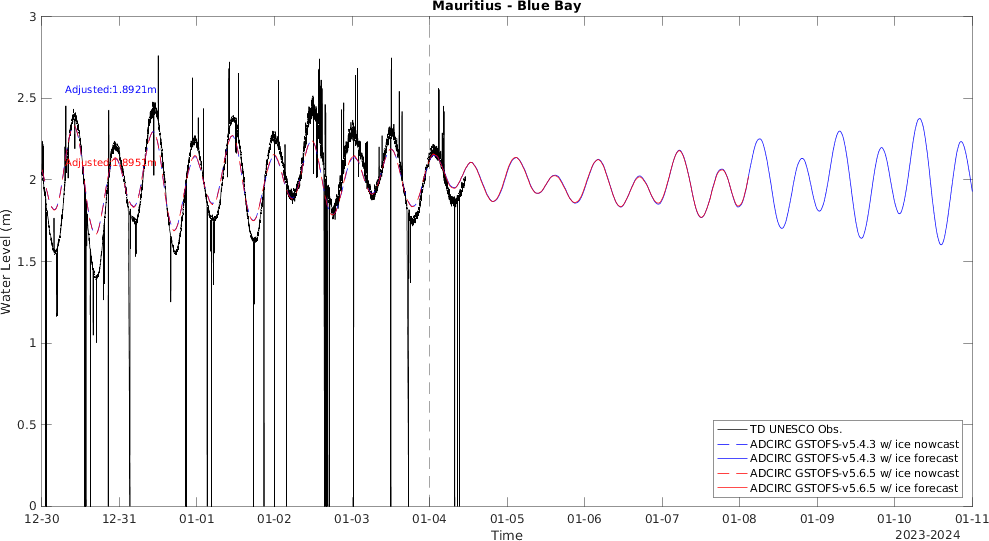 Mauritius - Blue Bay
3
2.5
2
1.5
1
0.5
0
Water Level (m)
Adjusted:1.8921m
Adjusted:1.8951m
TD UNESCO Obs.
ADCIRC GSTOFS-v5.4.3 w/ ice nowcast
ADCIRC GSTOFS-v5.4.3 w/ ice forecast
ADCIRC GSTOFS-v5.6.5 w/ ice nowcast
ADCIRC GSTOFS-v5.6.5 w/ ice forecast
12-30 12-31 01-01 01-02 01-03 01-04 01-05 01-06 01-07 01-08 01-09 01-10 01-11
Time
2023-2024